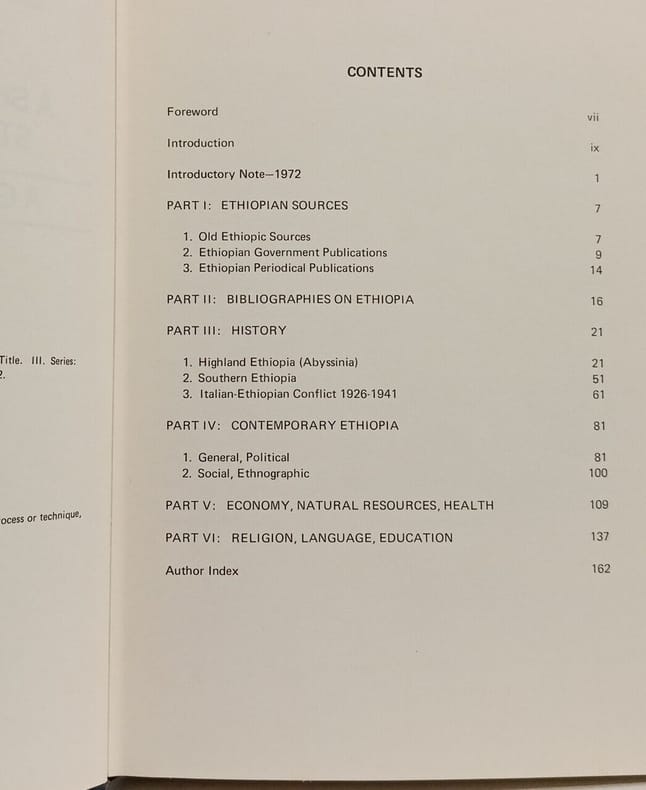 CONTENTS
Foreword vii
Introduction ix
Introductory Note—1972 1
PART I: ETHIOPIAN SOURCES 7
1. Old Ethiopic Sources 7
2. Ethiopian Government Publications 9
3. Ethiopian Periodical Publications 14
PART II: BIBLIOGRAPHIES ON ETHIOPIA 16
PART III: HISTORY 21
1. Highland Ethiopia (Abyssinia) 21
2. Southern Ethiopia 51
3. Italian-Ethiopian Conflict 1926-1941 61
PART IV: CONTEMPORARY ETHIOPIA 81
1. General, Political 81
2. Social, Ethnographic 100
PART V: ECONOMY, NATURAL RESOURCES, HEALTH 109
PART VI: RELIGION, LANGUAGE, EDUCATION 137
Author Index 162
Title. III. Series:
2.
ocess or technique,